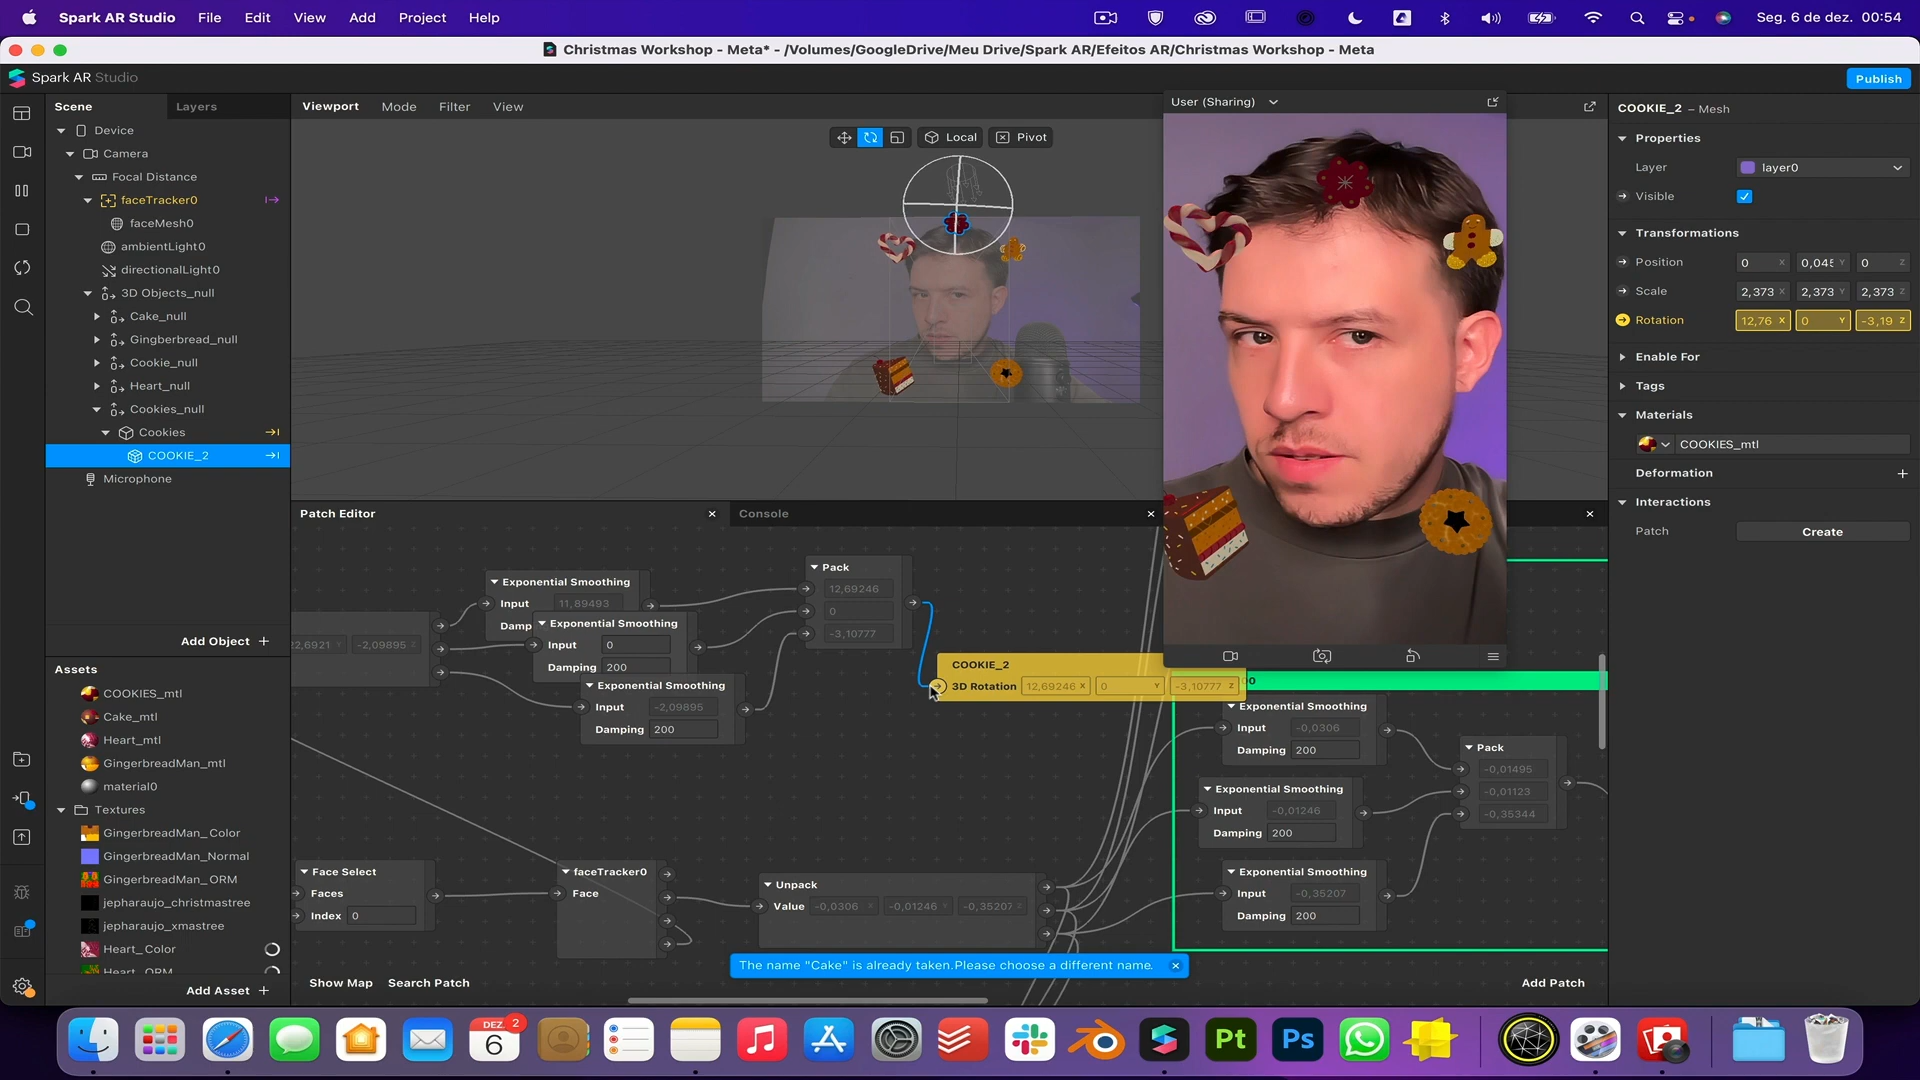 Spark AR Studio File Edit View Add Project Help Seg. 6 de dez. 00:54
Christmas Workshop - Meta* - /Volumes/GoogleDrive/Meu Drive/Spark AR/Efeitos AR/Christmas Workshop - Meta
Spark AR Studio Publish
Scene Layers
Device
Camera
Focal Distance
faceTracker0
faceMesh0
ambientLight0
directionalLight0
3D Objects_null
Cake_null
Gingberbread_null
Cookie_null
Heart_null
Cookies_null
Cookies
COOKIE_2
Microphone
Add Object +
Assets
COOKIES_mtl
Cake_mtl
Heart_mtl
GingerbreadMan_mtl
material0
Textures
GingerbreadMan_Color
GingerbreadMan_Normal
GingerbreadMan_ORM
jepharaujo_christmastree
jepharaujo_xmastree
Heart_Color
Heart_ORM
Add Asset +
Viewport Mode Filter View
Local Pivot
User (Sharing)
Patch Editor Console
Exponential Smoothing
Input 11,89493
Damp
Exponential Smoothing
Input 0
Damping 200
Exponential Smoothing
Input -2,09895
Damping 200
22,6921 -2,09895
Pack
12,69246
0
-3,10777
COOKIE_2
3D Rotation 12,69246 X 0 Y -3,10777 Z
Exponential Smoothing
Input -0,0306
Damping 200
Exponential Smoothing
Input -0,01246
Damping 200
Exponential Smoothing
Input -0,35207
Damping 200
Pack
-0,01495
-0,01123
-0,35344
Face Select
Faces
Index 0
faceTracker0
Face
Unpack
Value -0,0306 X -0,01246 Y -0,35207 Z
The name "Cake" is already taken.Please choose a different name.
Show Map Search Patch Add Patch
COOKIE_2 – Mesh
Properties
Layer layer0
Visible
Transformations
Position 0 X 0,045 Y 0 Z
Scale 2,373 X 2,373 Y 2,373 Z
Rotation 12,76 X 0 Y -3,19 Z
Enable For
Tags
Materials
COOKIES_mtl
Deformation +
Interactions
Patch Create
DEZ. 2
6
Pt
Ps